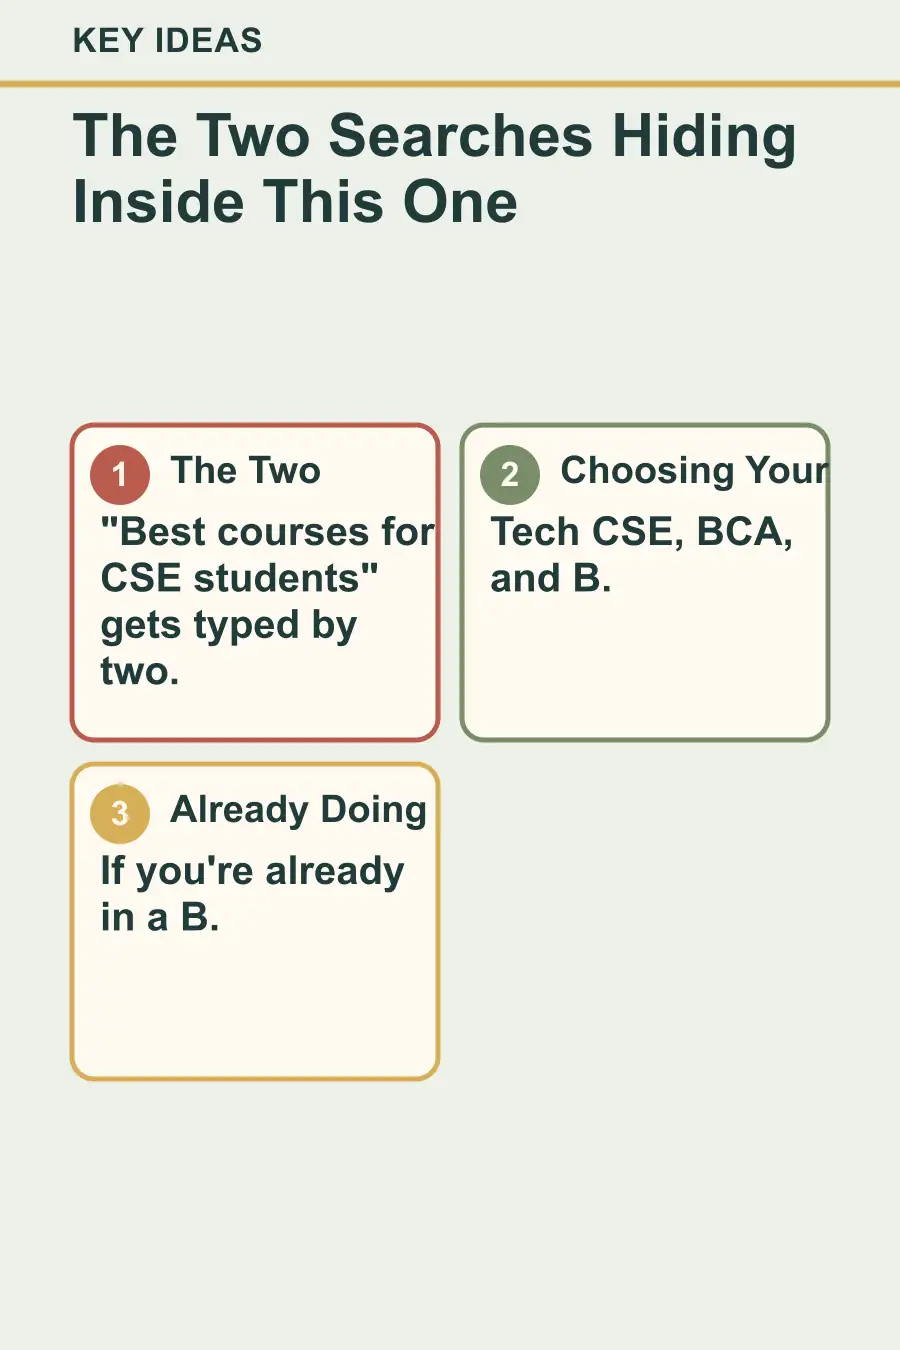 KEY IDEAS
The Two Searches Hiding
Inside This One
1 The Two
"Best courses for
CSE students"
gets typed by
two.
2 Choosing Your
Tech CSE, BCA,
and B.
3 Already Doing
If you're already
in a B.